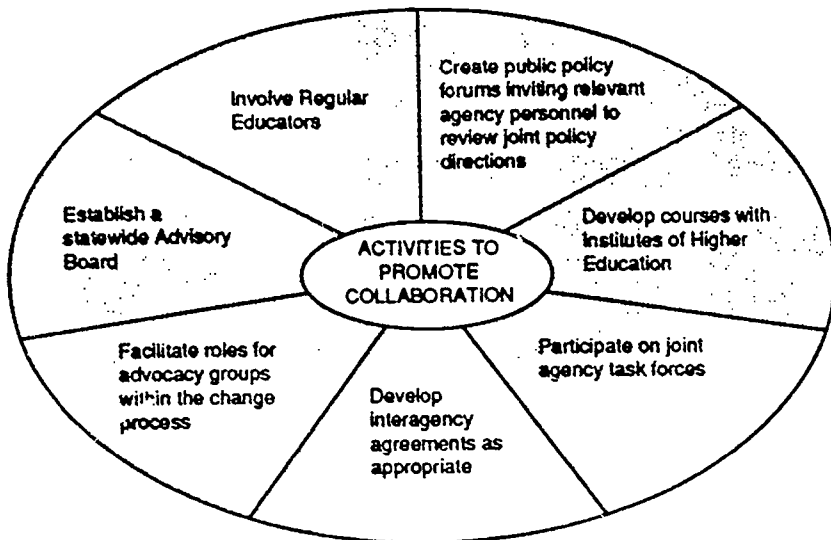 Create public policy
forums inviting relevant
agency personnel to
review joint policy
directions
Involve Regular
Educators
Establish a
statewide Advisory
Board
Develop courses with
Institutes of Higher
Education
ACTIVITIES TO
PROMOTE
COLLABORATION
Facilitate roles for
advocacy groups
within the change
process
Develop
interagency
agreements as
appropriate
Participate on joint
agency task forces